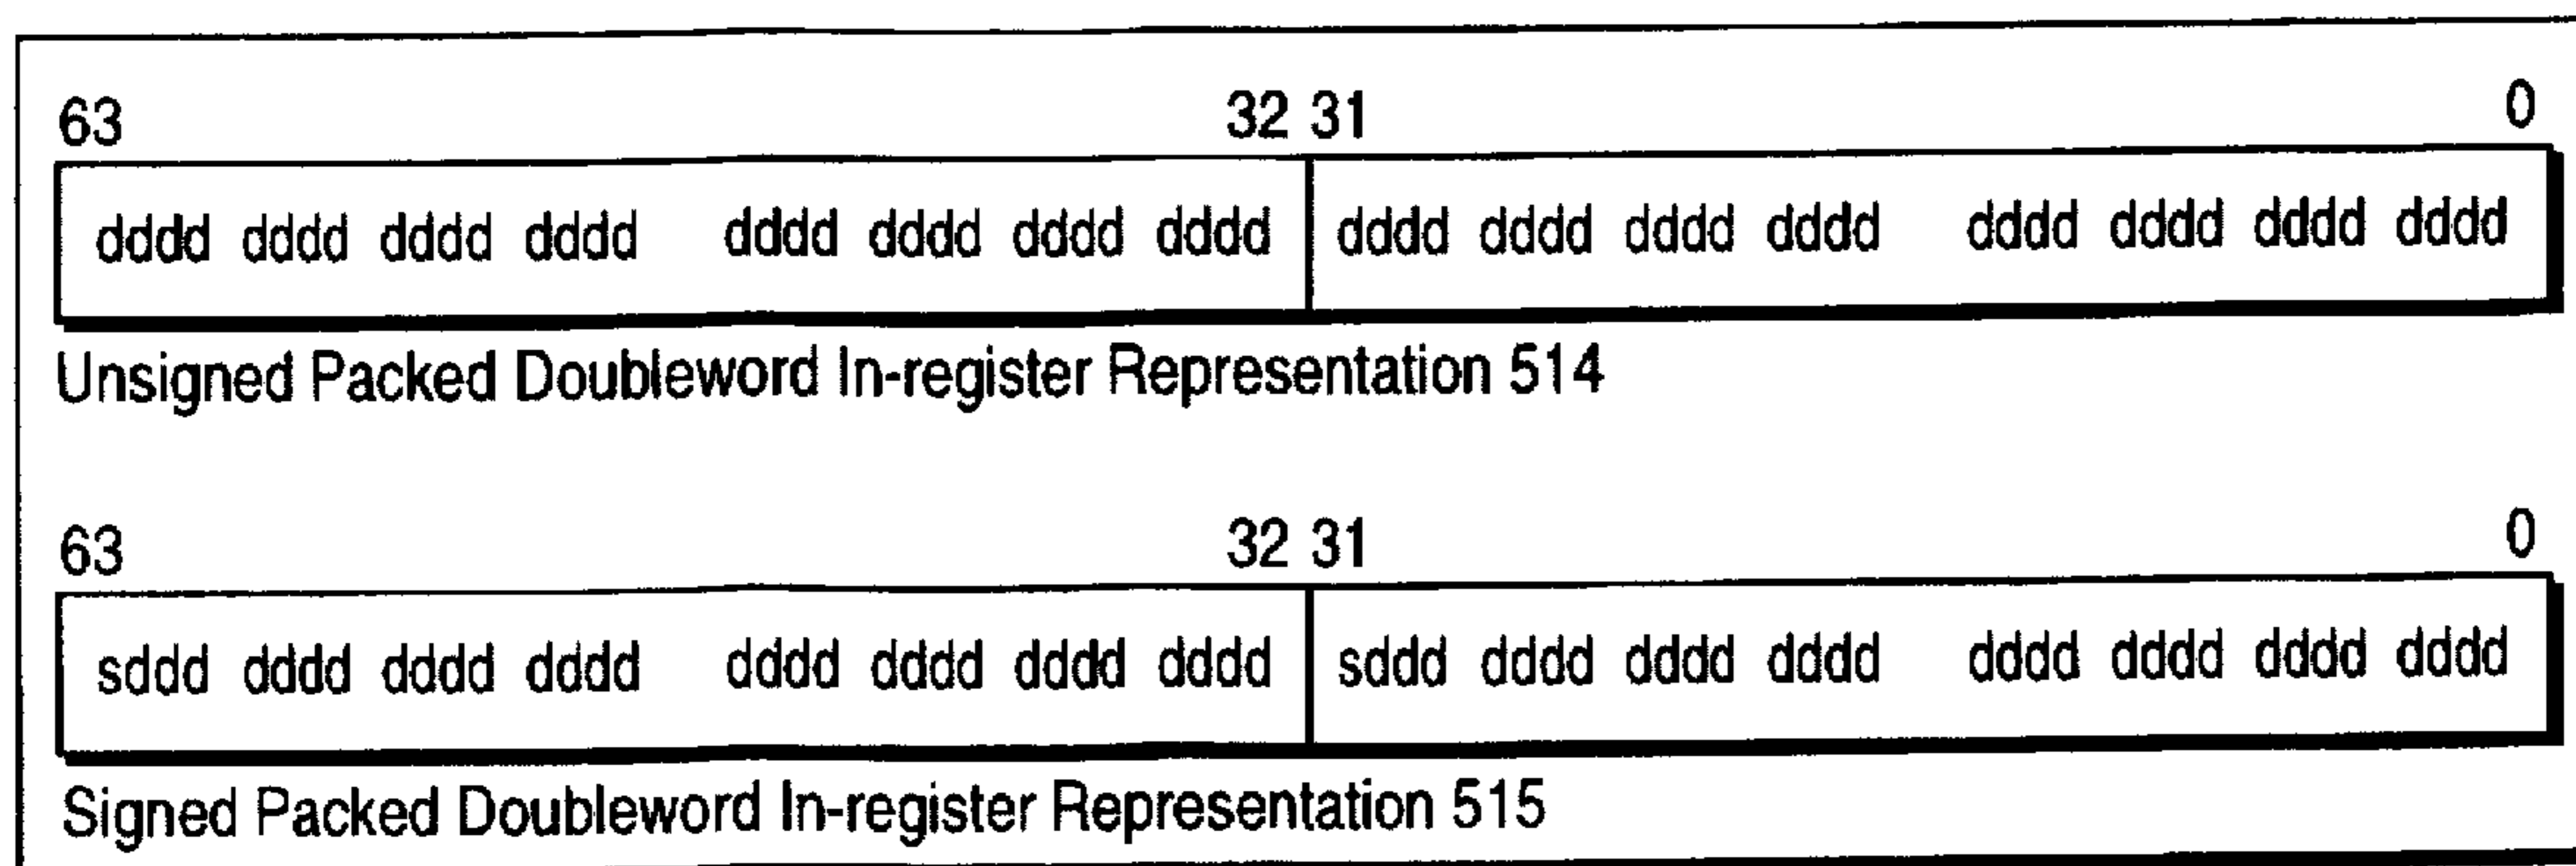 63 32 31 0
dddd dddd dddd dddd dddd dddd dddd dddd dddd dddd dddd dddd dddd dddd dddd dddd
Unsigned Packed Doubleword In-register Representation 514
63 32 31 0
sddd dddd dddd dddd dddd dddd dddd dddd sddd dddd dddd dddd dddd dddd dddd dddd
Signed Packed Doubleword In-register Representation 515